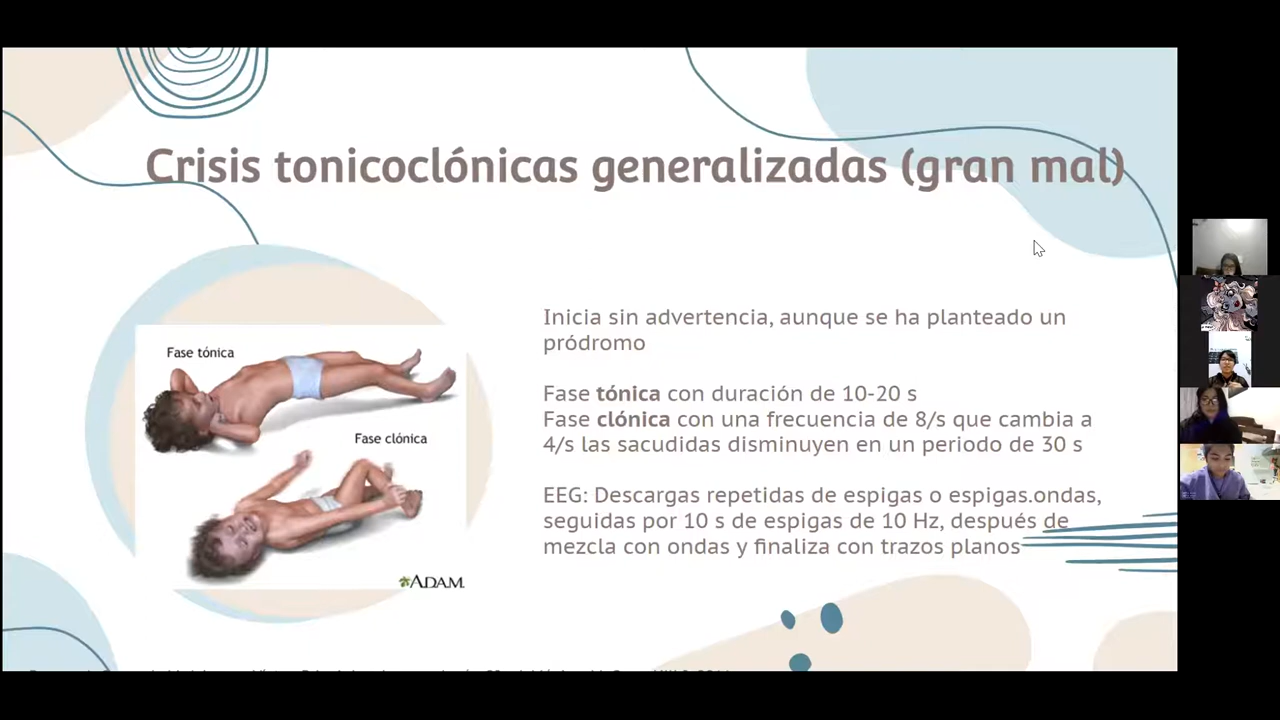 Crisis tonicoclónicas generalizadas (gran mal)
Fase tónica
Fase clónica
ADAM.
Inicia sin advertencia, aunque se ha planteado un
pródromo
Fase tónica con duración de 10-20 s
Fase clónica con una frecuencia de 8/s que cambia a
4/s las sacudidas disminuyen en un periodo de 30 s
EEG: Descargas repetidas de espigas o espigas.ondas,
seguidas por 10 s de espigas de 10 Hz, después de
mezcla con ondas y finaliza con trazos planos